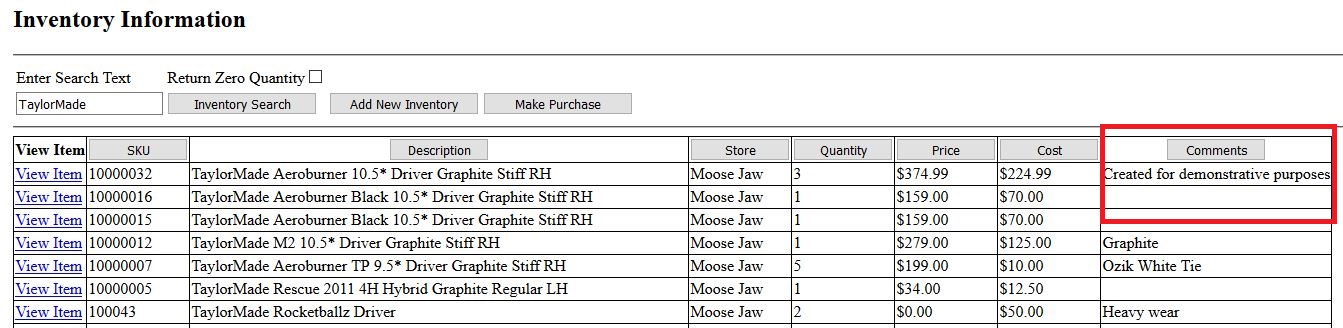 Inventory Information
Enter Search Text Return Zero Quantity
TaylorMade Inventory Search Add New Inventory Make Purchase
View Item SKU Description Store Quantity Price Cost Comments
View Item 10000032 TaylorMade Aeroburner 10.5* Driver Graphite Stiff RH Moose Jaw 3 $374.99 $224.99 Created for demonstrative purposes
View Item 10000016 TaylorMade Aeroburner Black 10.5* Driver Graphite Stiff RH Moose Jaw 1 $159.00 $70.00
View Item 10000015 TaylorMade Aeroburner Black 10.5* Driver Graphite Stiff RH Moose Jaw 1 $159.00 $70.00
View Item 10000012 TaylorMade M2 10.5* Driver Graphite Stiff RH Moose Jaw 1 $279.00 $125.00 Graphite
View Item 10000007 TaylorMade Aeroburner TP 9.5* Driver Graphite Stiff RH Moose Jaw 5 $199.00 $10.00 Ozik White Tie
View Item 10000005 TaylorMade Rescue 2011 4H Hybrid Graphite Regular LH Moose Jaw 1 $34.00 $12.50
View Item 100043 TaylorMade Rocketballz Driver Moose Jaw 2 $0.00 $50.00 Heavy wear